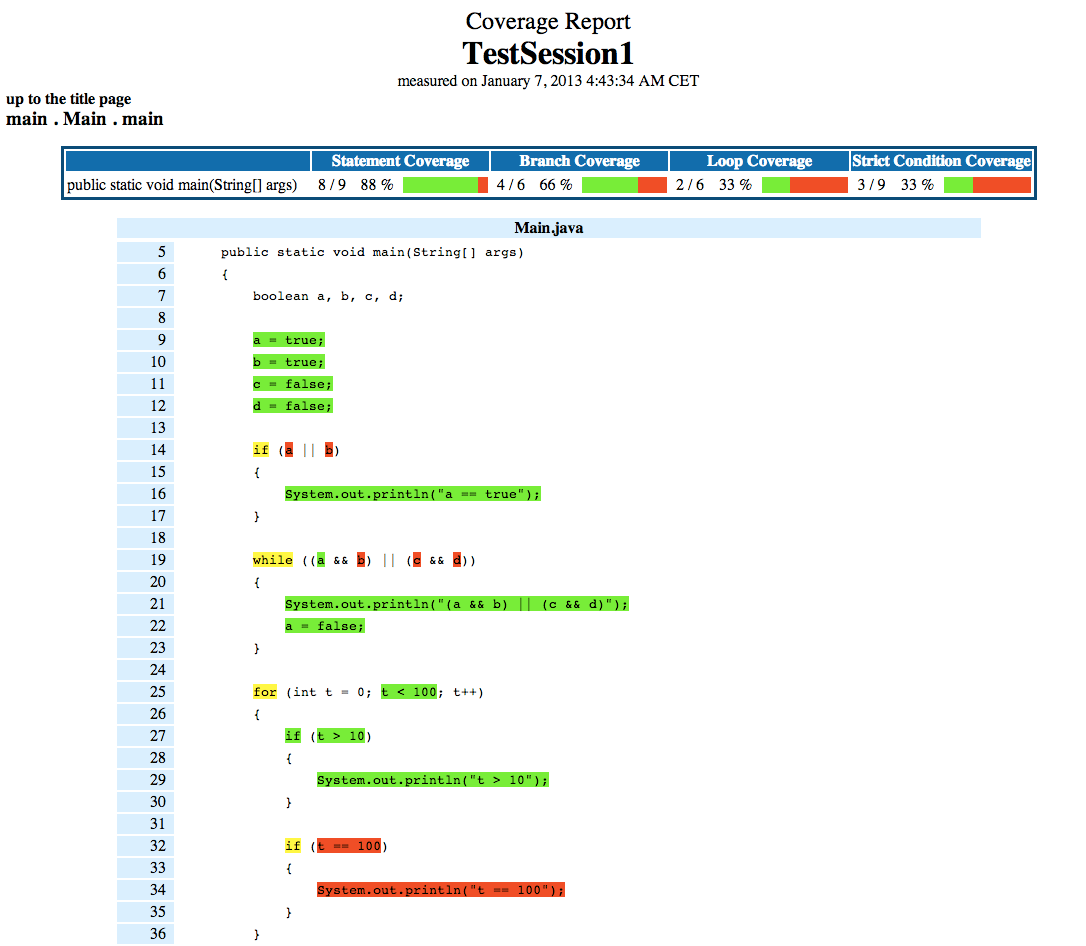 Coverage Report
TestSession1
measured on January 7, 2013 4:43:34 AM CET
up to the title page
main . Main . main
Statement Coverage Branch Coverage Loop Coverage Strict Condition Coverage
public static void main(String[] args) 8 / 9 88 % 4 / 6 66 % 2 / 6 33 % 3 / 9 33 %
Main.java
5 public static void main(String[] args)
6 {
7 boolean a, b, c, d;
8
9 a = true;
10 b = true;
11 c = false;
12 d = false;
13
14 if (a || b)
15 {
16 System.out.println("a == true");
17 }
18
19 while ((a && b) || (c && d))
20 {
21 System.out.println("(a && b) || (c && d)");
22 a = false;
23 }
24
25 for (int t = 0; t < 100; t++)
26 {
27 if (t > 10)
28 {
29 System.out.println("t > 10");
30 }
31
32 if (t == 100)
33 {
34 System.out.println("t == 100");
35 }
36 }